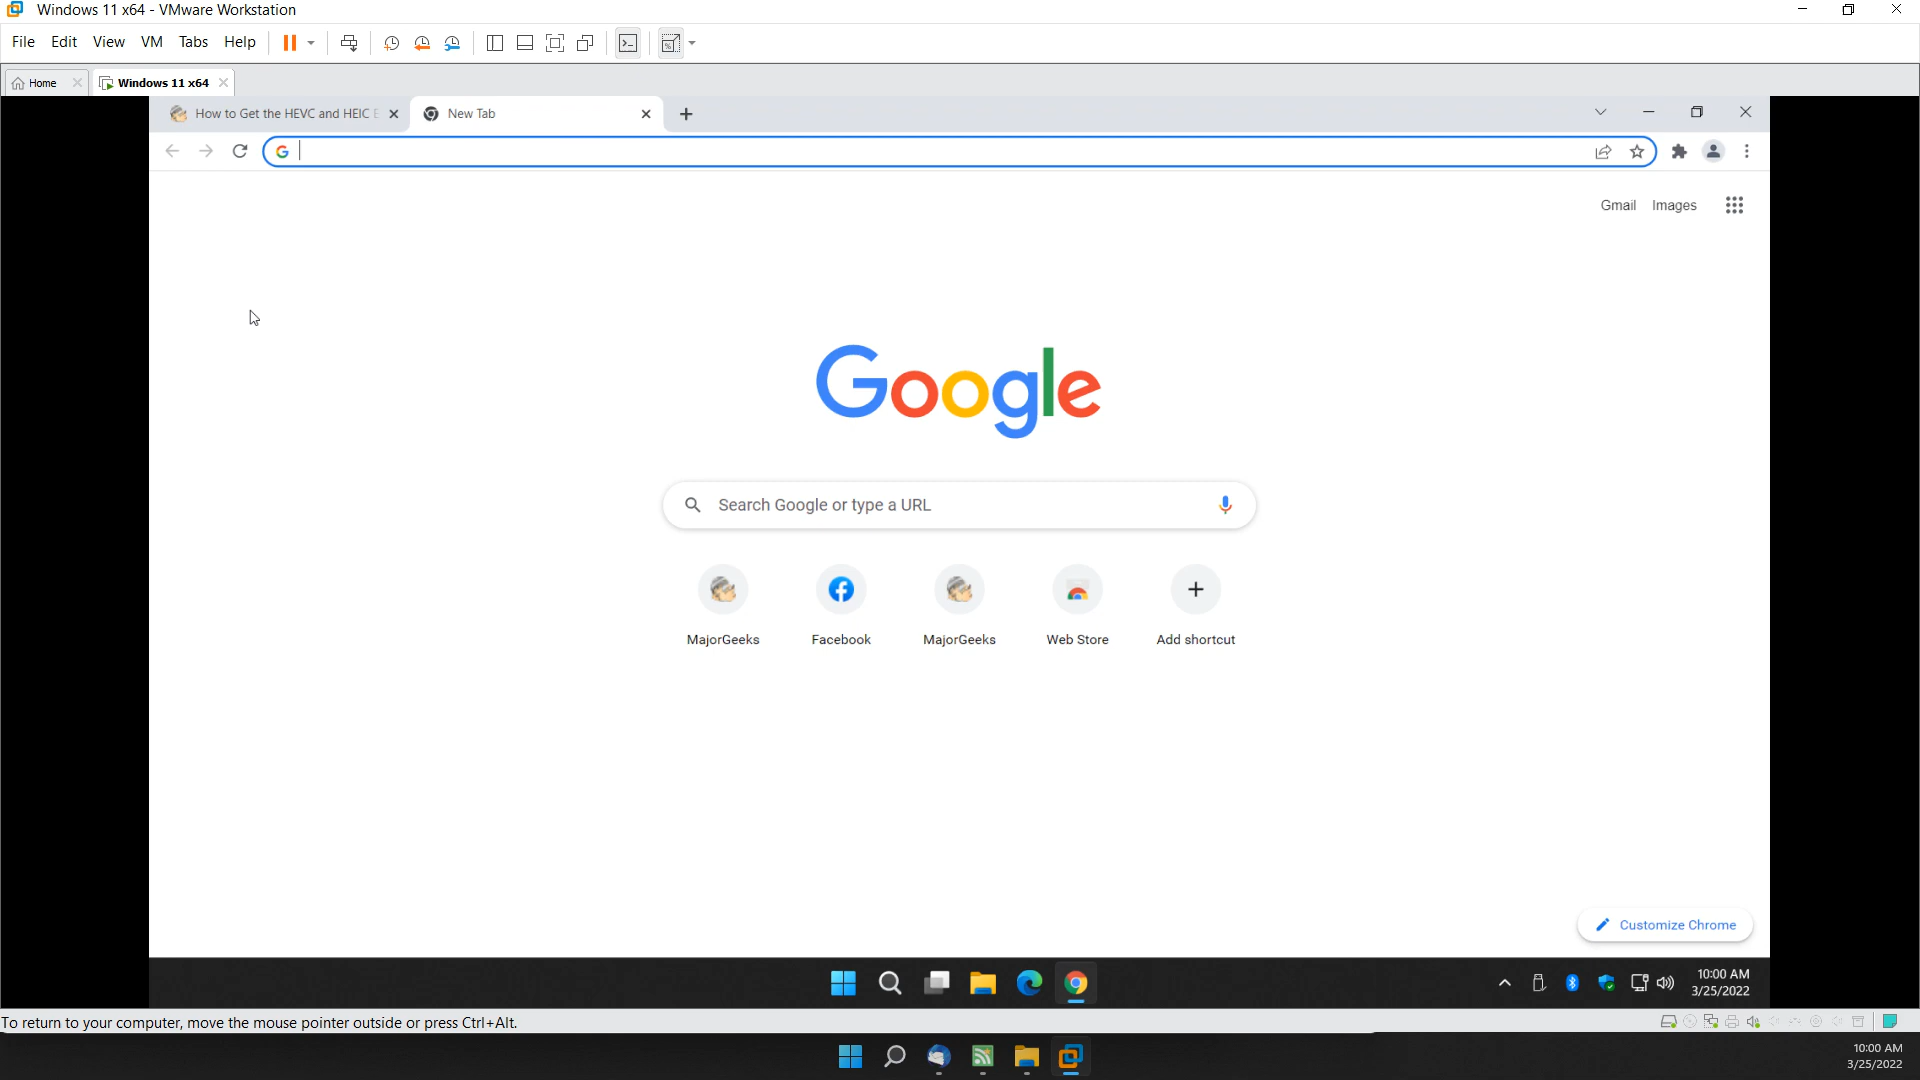 Windows 11 x64 - VMware Workstation
File Edit View VM Tabs Help
Home Windows 11 x64
How to Get the HEVC and HEIC E New Tab
Gmail Images
Google
Search Google or type a URL
MajorGeeks Facebook MajorGeeks Web Store Add shortcut
Customize Chrome
10:00 AM
3/25/2022
To return to your computer, move the mouse pointer outside or press Ctrl+Alt.
10:00 AM
3/25/2022